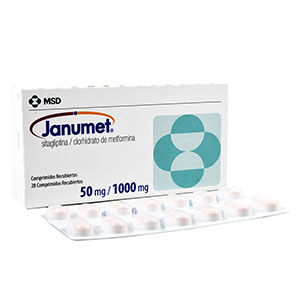 MSD
Janumet®
sitagliptina / clorhidrato de metformina
Comprimidos Recubiertos
28 Comprimidos Recubiertos
50 mg / 1000 mg